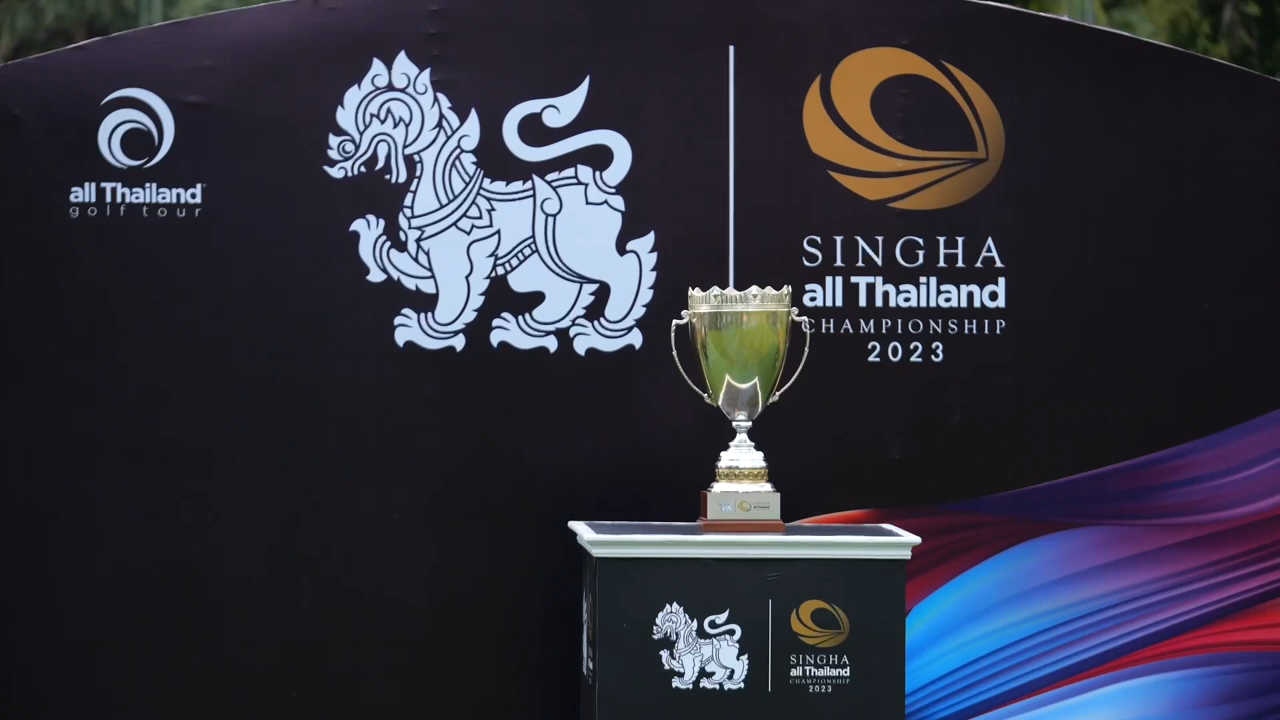 all Thailand
golf tour
SINGHA
all Thailand
CHAMPIONSHIP
2023
SINGHA
all Thailand
CHAMPIONSHIP
2023